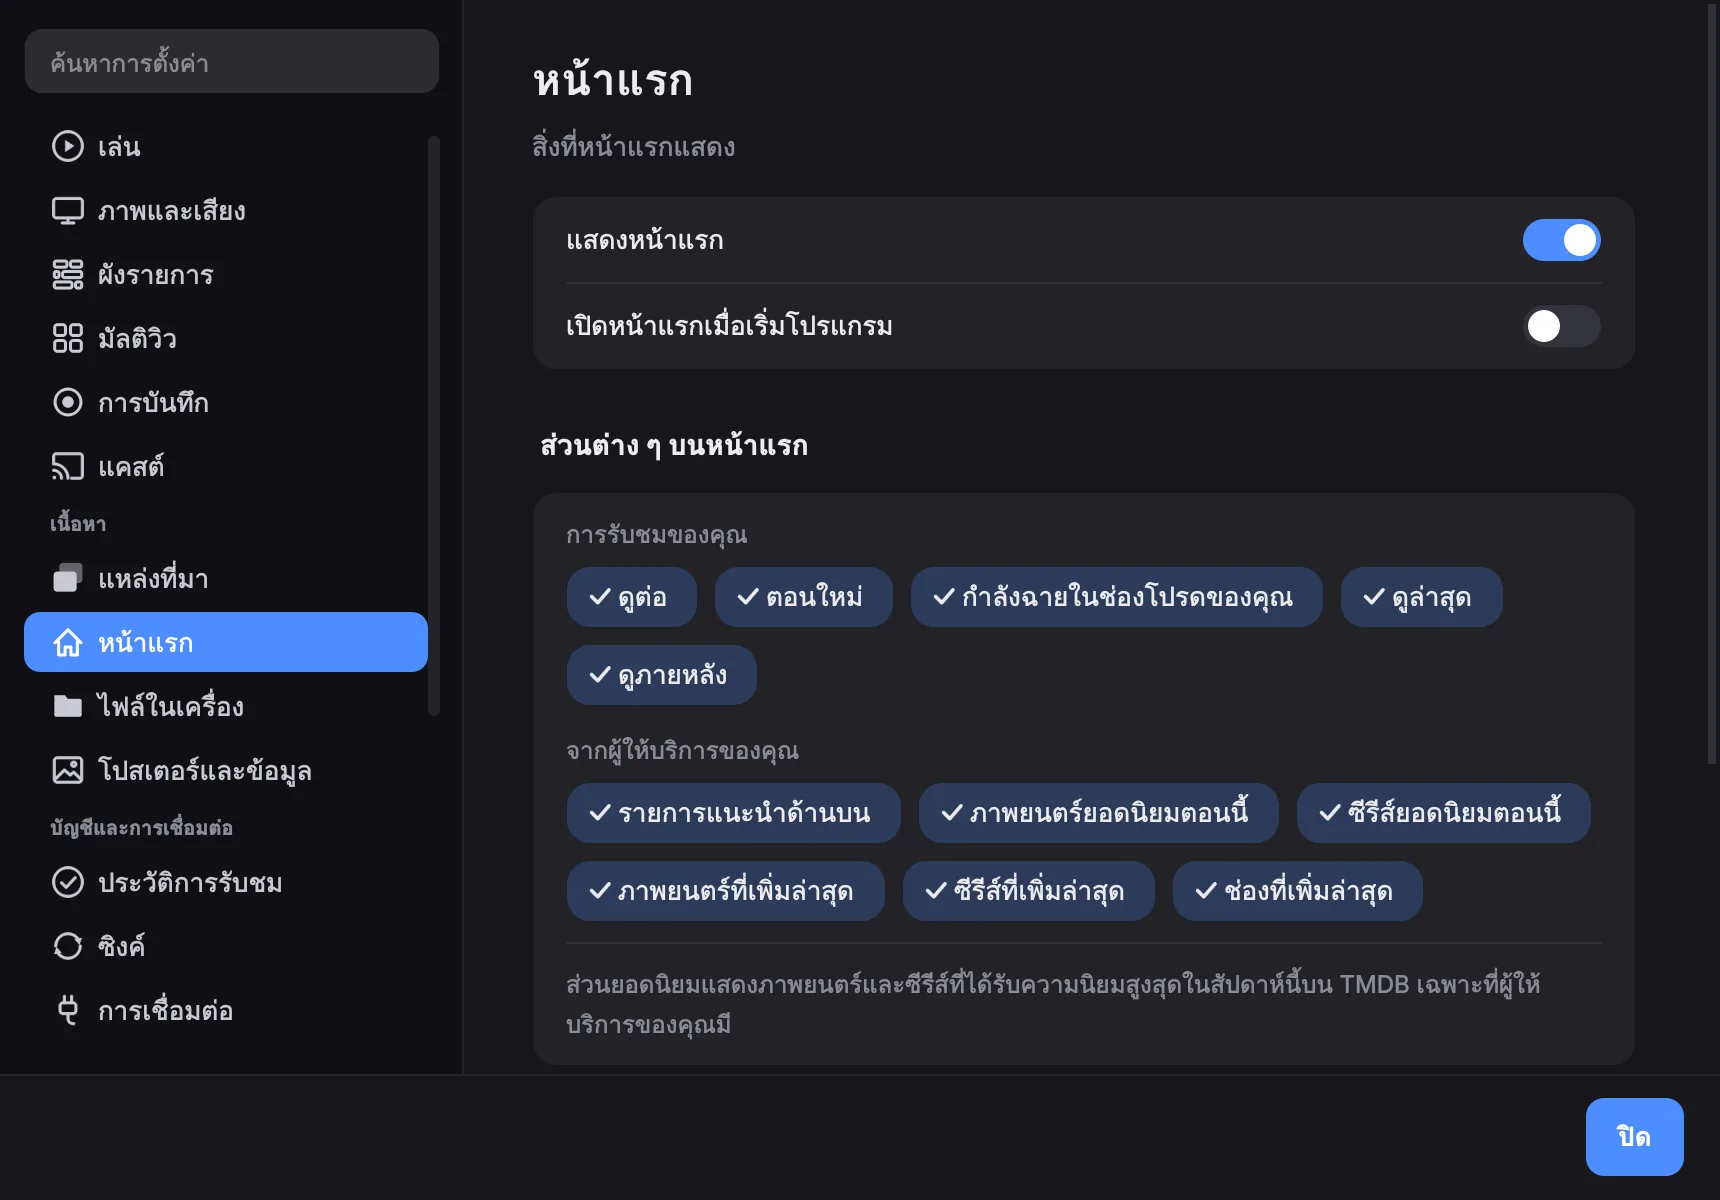 ค้นหาการตั้งค่า
เล่น
ภาพและเสียง
ผังรายการ
มัลติวิว
การบันทึก
แคสต์
เนื้อหา
แหล่งที่มา
หน้าแรก
ไฟล์ในเครื่อง
โปสเตอร์และข้อมูล
บัญชีและการเชื่อมต่อ
ประวัติการรับชม
ซิงค์
การเชื่อมต่อ
หน้าแรก
สิ่งที่หน้าแรกแสดง
แสดงหน้าแรก
เปิดหน้าแรกเมื่อเริ่มโปรแกรม
ส่วนต่าง ๆ บนหน้าแรก
การรับชมของคุณ
ดูต่อ ตอนใหม่ กำลังฉายในช่องโปรดของคุณ ดูล่าสุด
ดูภายหลัง
จากผู้ให้บริการของคุณ
รายการแนะนำด้านบน ภาพยนตร์ยอดนิยมตอนนี้ ซีรีส์ยอดนิยมตอนนี้
ภาพยนตร์ที่เพิ่มล่าสุด ซีรีส์ที่เพิ่มล่าสุด ช่องที่เพิ่มล่าสุด
ส่วนยอดนิยมแสดงภาพยนตร์และซีรีส์ที่ได้รับความนิยมสูงสุดในสัปดาห์นี้บน TMDB เฉพาะที่ผู้ให้
บริการของคุณมี
ปิด